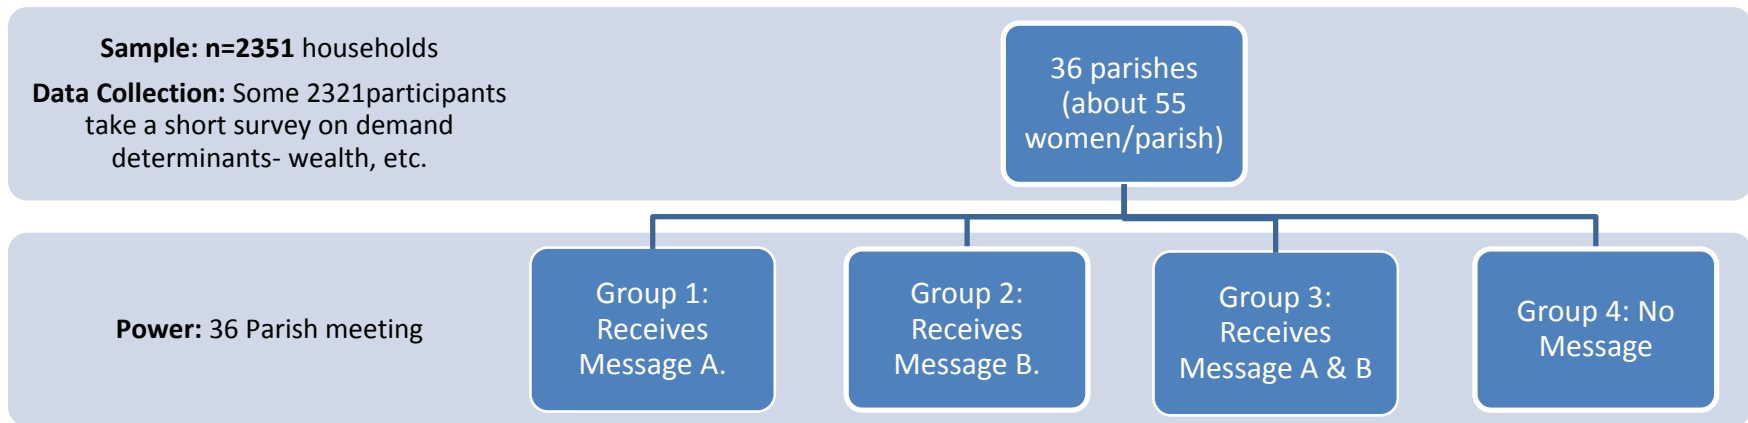 Sample: n=2351 households
Data Collection: Some 2321participants
take a short survey on demand
determinants- wealth, etc.
36 parishes
(about 55
women/parish)
Power: 36 Parish meeting
Group 1:
Receives
Message A.
Group 2:
Receives
Message B.
Group 3:
Receives
Message A & B
Group 4: No
Message